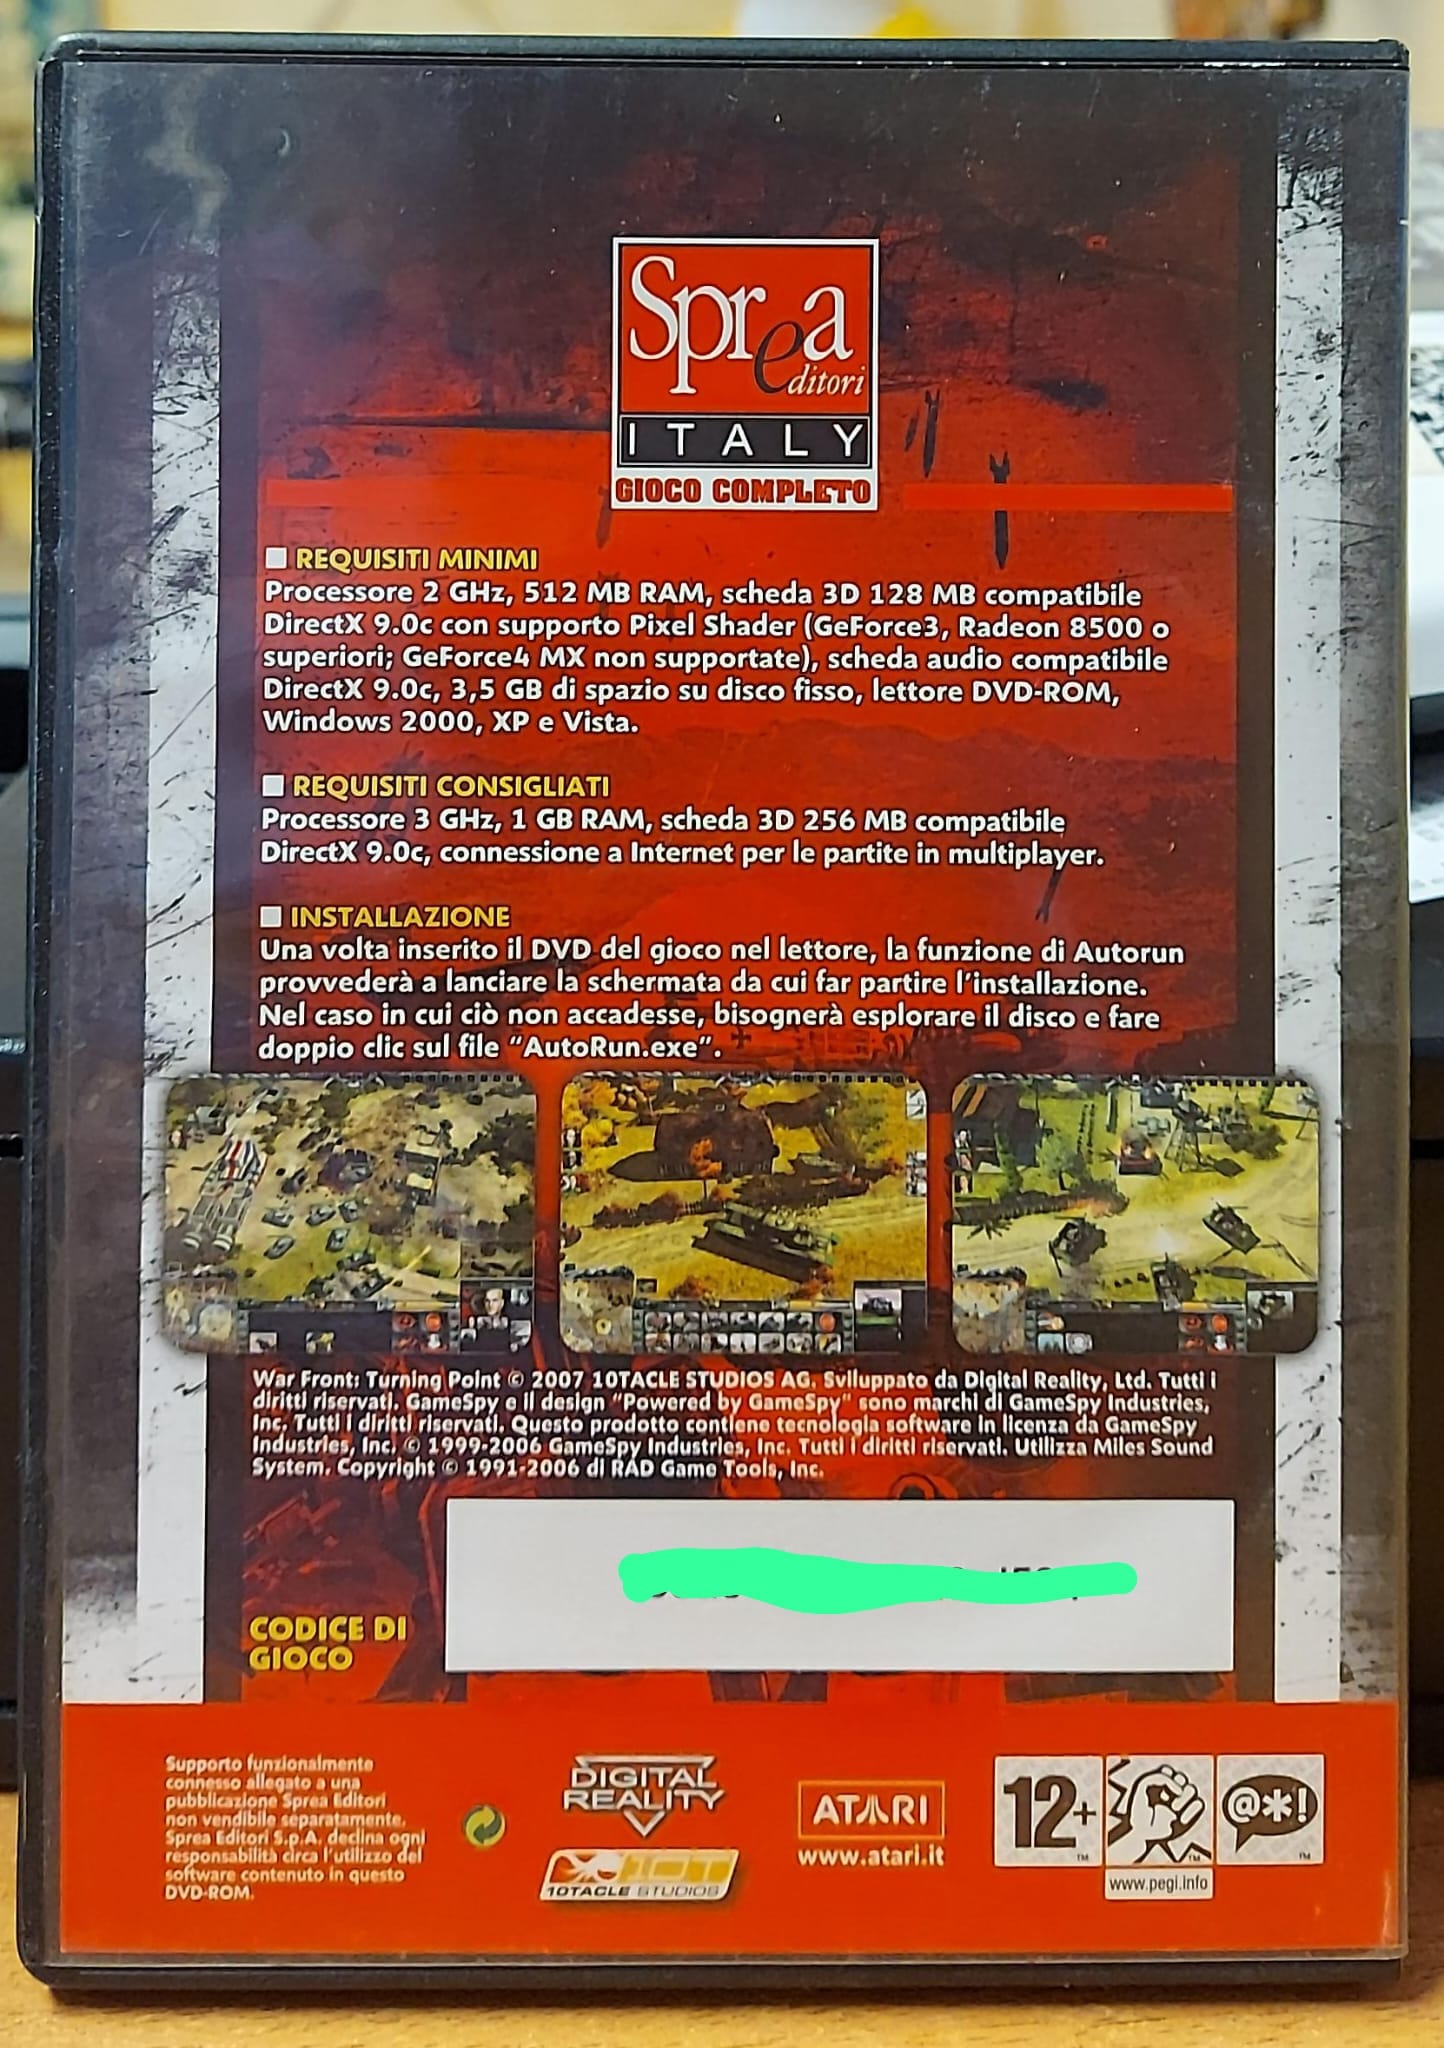 Sprea
editori
ITALY
GIOCO COMPLETO
REQUISITI MINIMI
Processore 2 GHz, 512 MB RAM, scheda 3D 128 MB compatibile
DirectX 9.0c con supporto Pixel Shader (GeForce3, Radeon 8500 o
superiori; GeForce4 MX non supportate), scheda audio compatibile
DirectX 9.0c, 3,5 GB di spazio su disco fisso, lettore DVD-ROM,
Windows 2000, XP e Vista.
REQUISITI CONSIGLIATI
Processore 3 GHz, 1 GB RAM, scheda 3D 256 MB compatibile
DirectX 9.0c, connessione a Internet per le partite in multiplayer.
INSTALLAZIONE
Una volta inserito il DVD del gioco nel lettore, la funzione di Autorun
provvederà a lanciare la schermata da cui far partire l'installazione.
Nel caso in cui ciò non accadesse, bisognerà esplorare il disco e fare
doppio clic sul file “AutoRun.exe”.
War Front: Turning Point © 2007 10TACLE STUDIOS AG. Sviluppato da Digital Reality, Ltd. Tutti i
diritti riservati. GameSpy e il design “Powered by GameSpy” sono marchi di GameSpy Industries,
Inc. Tutti i diritti riservati. Questo prodotto contiene tecnologia software in licenza da GameSpy
Industries, Inc. © 1999-2006 GameSpy Industries, Inc. Tutti i diritti riservati. Utilizza Miles Sound
System. Copyright © 1991-2006 di RAD Game Tools, Inc.
CODICE DI
GIOCO
Supporto funzionalmente
connesso allegato a una
pubblicazione Sprea Editori
non vendibile separatamente.
Sprea Editori S.p.A. declina ogni
responsabilità circa l'utilizzo del
software contenuto in questo
DVD-ROM.
DIGITAL
REALITY
10T
10TACLE STUDIOS
ATARI
www.atari.it
12+
@*!
www.pegi.info